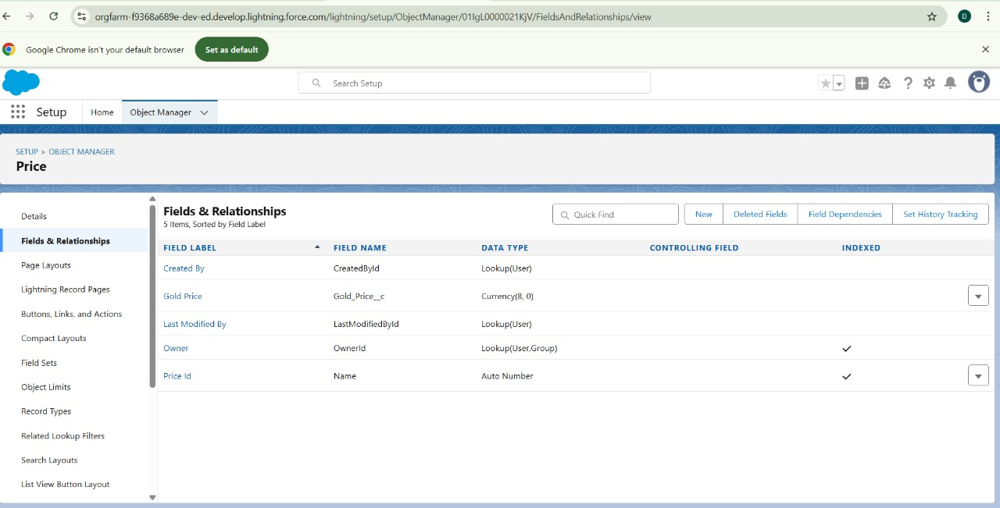 orgfarm-f9368a689e-dev-ed.develop.lightning.force.com/lightning/setup/ObjectManager/01IgL0000021KjV/FieldsAndRelationships/view
D
Google Chrome isn't your default browser
Set as default
Search Setup
Setup
Home
Object Manager
SETUP > OBJECT MANAGER
Price
Details
Fields & Relationships
Page Layouts
Lightning Record Pages
Buttons, Links, and Actions
Compact Layouts
Field Sets
Object Limits
Record Types
Related Lookup Filters
Search Layouts
List View Button Layout
Fields & Relationships
5 Items, Sorted by Field Label
Quick Find
New
Deleted Fields
Field Dependencies
Set History Tracking
FIELD LABEL FIELD NAME DATA TYPE CONTROLLING FIELD INDEXED
Created By CreatedById Lookup(User)
Gold Price Gold_Price__c Currency(8, 0)
Last Modified By LastModifiedById Lookup(User)
Owner OwnerId Lookup(User,Group)
Price Id Name Auto Number